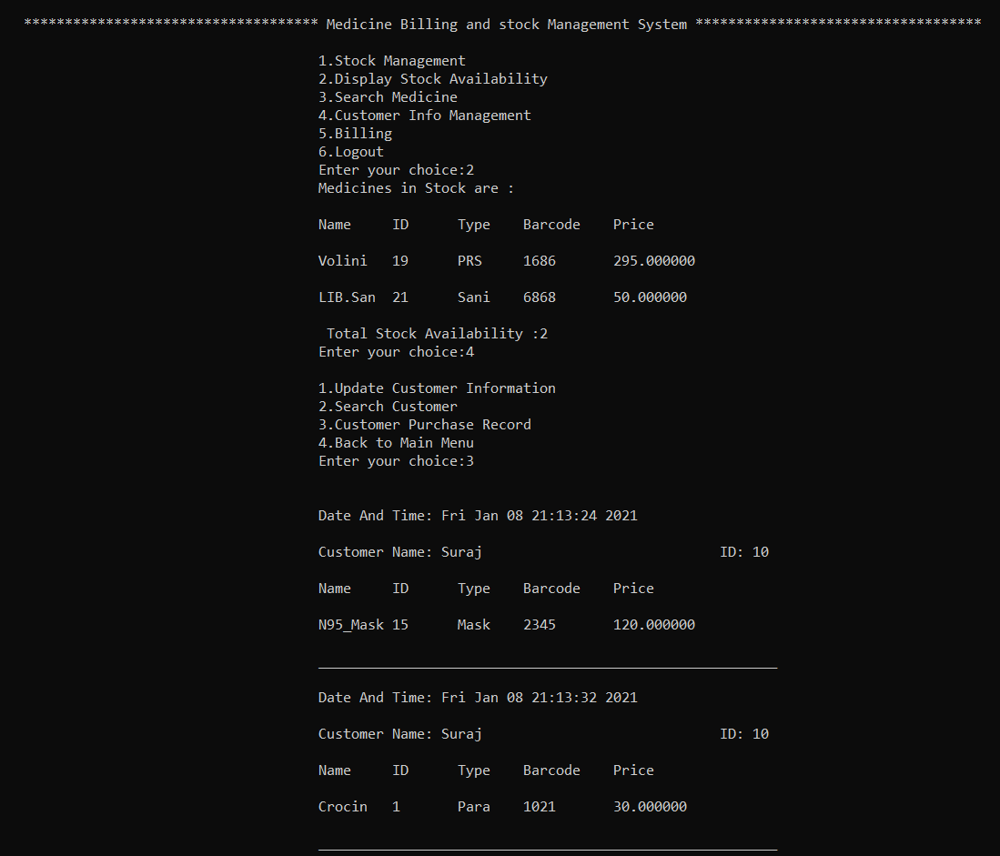 ************************************ Medicine Billing and stock Management System ***********************************
1.Stock Management
2.Display Stock Availability
3.Search Medicine
4.Customer Info Management
5.Billing
6.Logout
Enter your choice:2
Medicines in Stock are :
Name ID Type Barcode Price
Volini 19 PRS 1686 295.000000
LIB.San 21 Sani 6868 50.000000
Total Stock Availability :2
Enter your choice:4
1.Update Customer Information
2.Search Customer
3.Customer Purchase Record
4.Back to Main Menu
Enter your choice:3
Date And Time: Fri Jan 08 21:13:24 2021
Customer Name: Suraj ID: 10
Name ID Type Barcode Price
N95_Mask 15 Mask 2345 120.000000
________________________________________________________
Date And Time: Fri Jan 08 21:13:32 2021
Customer Name: Suraj ID: 10
Name ID Type Barcode Price
Crocin 1 Para 1021 30.000000
________________________________________________________